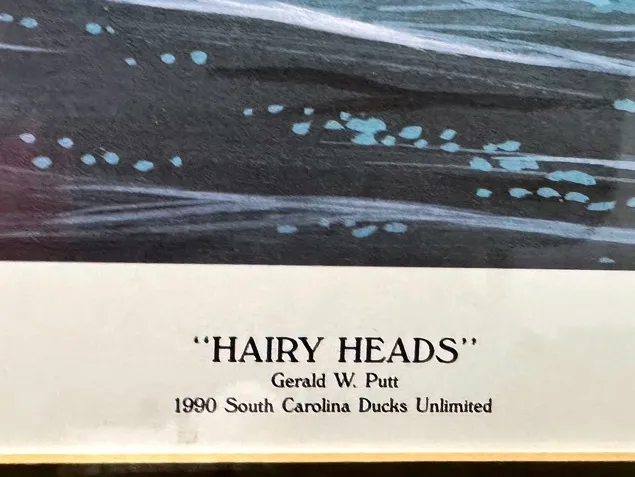 "HAIRY HEADS"
Gerald W. Putt
1990 South Carolina Ducks Unlimited